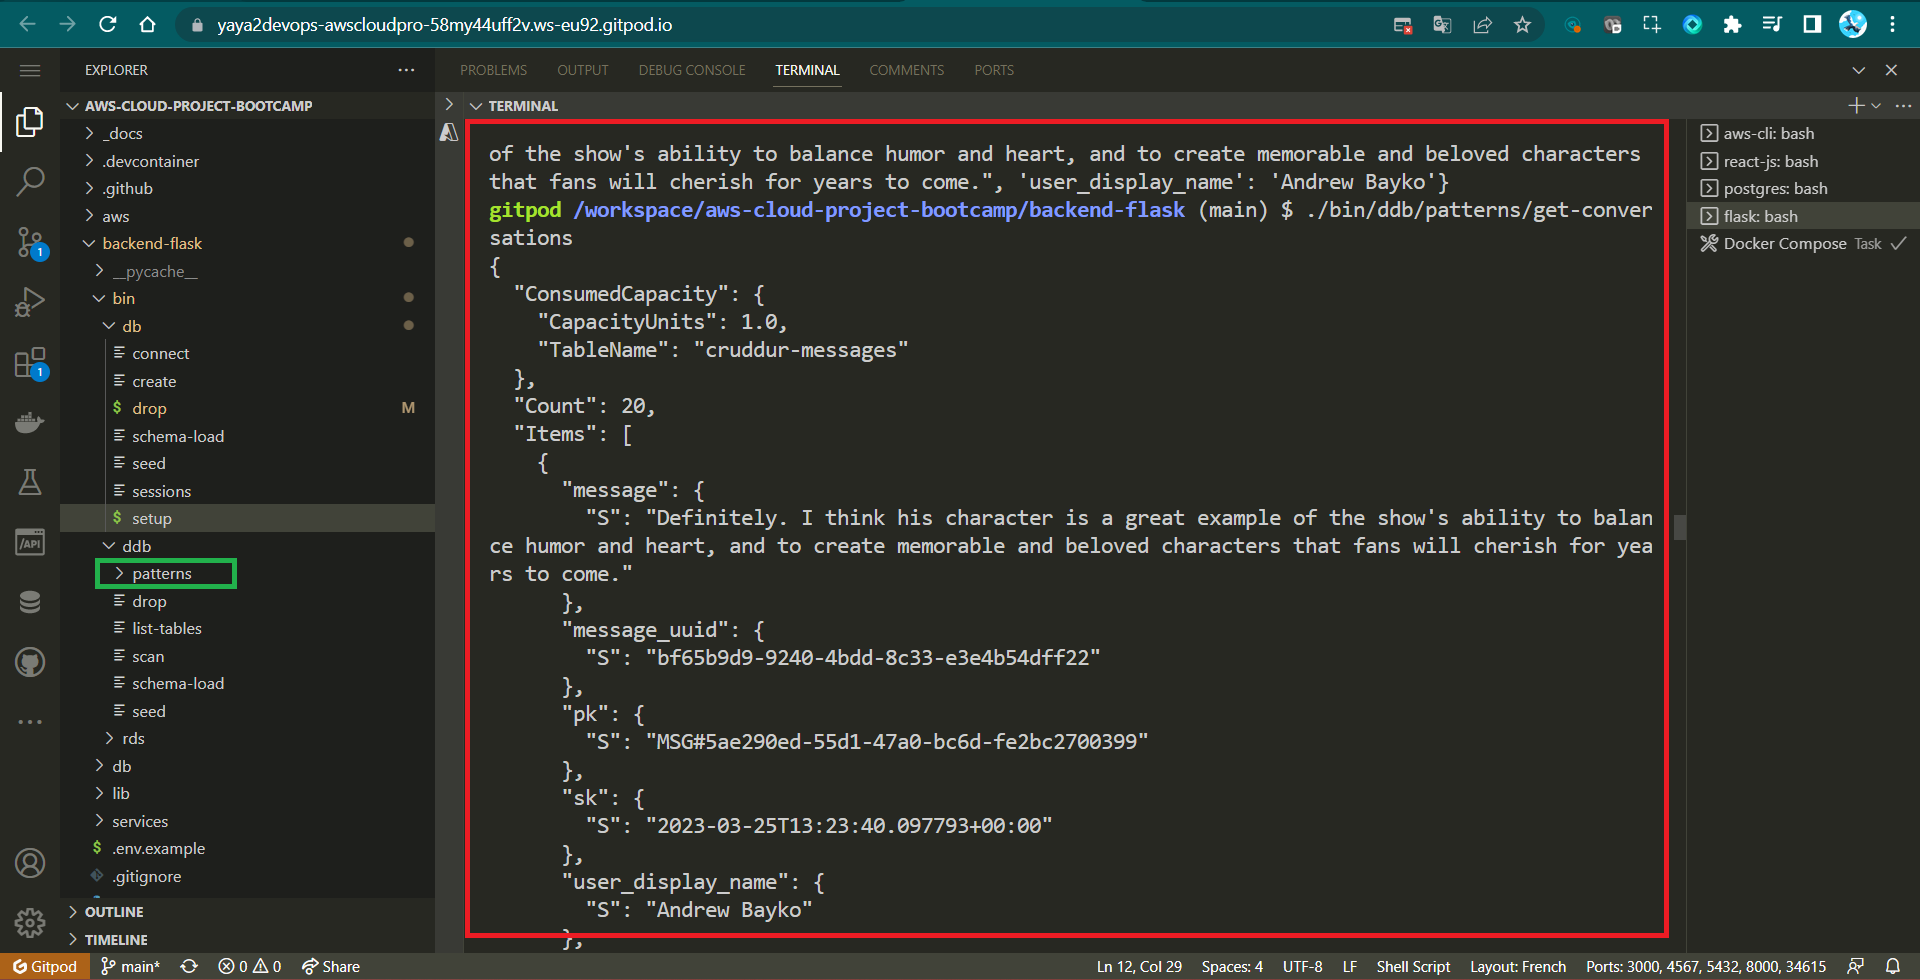 yaya2devops-awscloudpro-58my44uff2v.ws-eu92.gitpod.io
EXPLORER
AWS-CLOUD-PROJECT-BOOTCAMP
_docs
.devcontainer
.github
aws
backend-flask
__pycache__
bin
db
connect
create
$ drop M
schema-load
seed
sessions
$ setup
ddb
patterns
drop
list-tables
scan
schema-load
seed
rds
db
lib
services
$ .env.example
.gitignore
OUTLINE
TIMELINE
1
1
/API
PROBLEMS OUTPUT DEBUG CONSOLE TERMINAL COMMENTS PORTS
TERMINAL
of the show's ability to balance humor and heart, and to create memorable and beloved characters
that fans will cherish for years to come.", 'user_display_name': 'Andrew Bayko'}
gitpod /workspace/aws-cloud-project-bootcamp/backend-flask (main) $ ./bin/ddb/patterns/get-conver
sations
{
"ConsumedCapacity": {
"CapacityUnits": 1.0,
"TableName": "cruddur-messages"
},
"Count": 20,
"Items": [
{
"message": {
"S": "Definitely. I think his character is a great example of the show's ability to balan
ce humor and heart, and to create memorable and beloved characters that fans will cherish for yea
rs to come."
},
"message_uuid": {
"S": "bf65b9d9-9240-4bdd-8c33-e3e4b54dff22"
},
"pk": {
"S": "MSG#5ae290ed-55d1-47a0-bc6d-fe2bc2700399"
},
"sk": {
"S": "2023-03-25T13:23:40.097793+00:00"
},
"user_display_name": {
"S": "Andrew Bayko"
},
aws-cli: bash
react-js: bash
postgres: bash
flask: bash
Docker Compose Task
Gitpod main* 0 0 Share Ln 12, Col 29 Spaces: 4 UTF-8 LF Shell Script Layout: French Ports: 3000, 4567, 5432, 8000, 34615